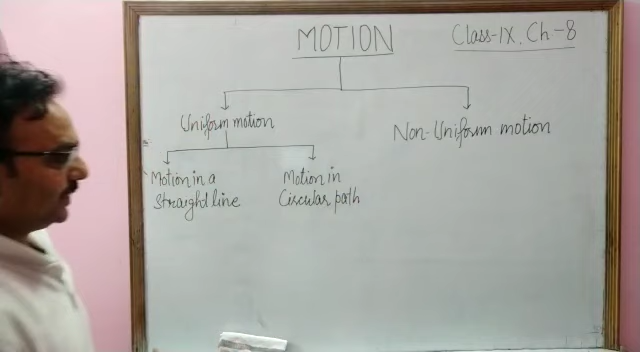 MOTION
Class-IX, Ch-8
Uniform motion
Non-Uniform motion
Motion in a
Straight line
Motion in
Circular path